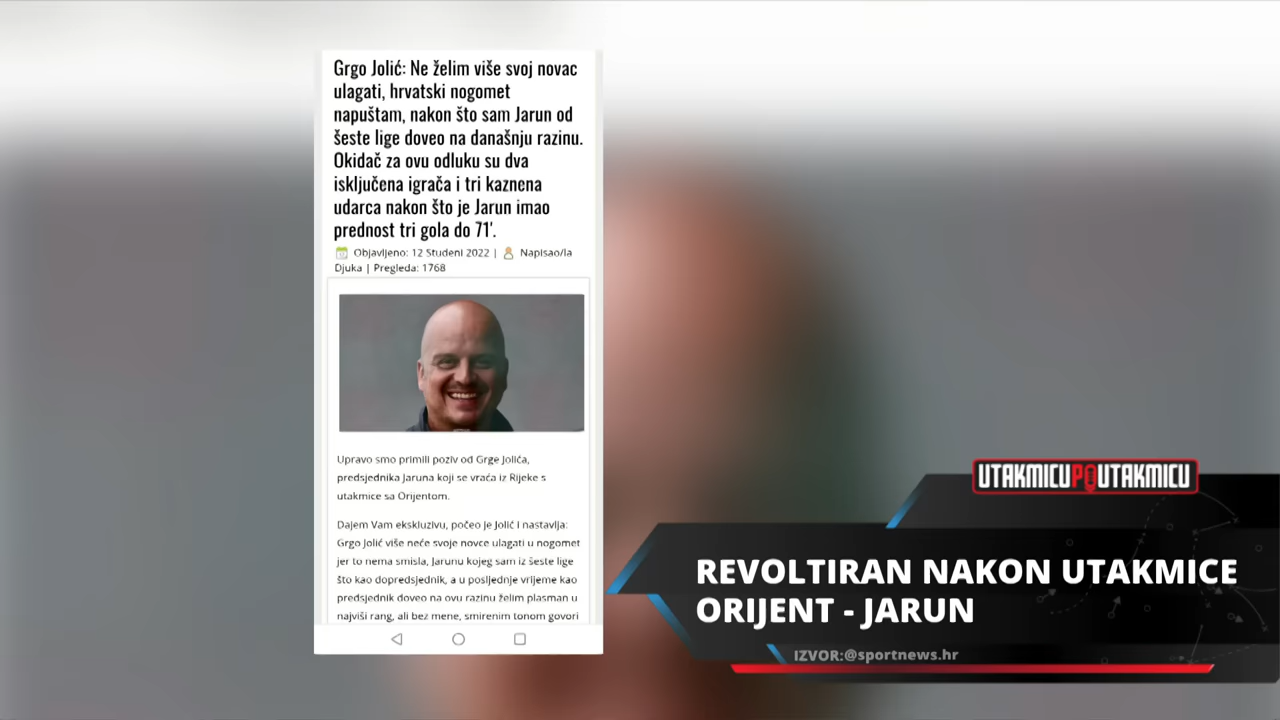 Grgo Jolić: Ne želim više svoj novac
ulagati, hrvatski nogomet
napuštam, nakon što sam Jarun od
šeste lige doveo na današnju razinu.
Okidač za ovu odluku su dva
isključena igrača i tri kaznena
udarca nakon što je Jarun imao
prednost tri gola do 71'.
Objavljeno: 12 Studeni 2022 | Napisao/la
Djuka | Pregleda: 1768
Upravo smo primili poziv od Grge Jolića,
predsjednika Jaruna koji se vraća iz Rijeke s
utakmice sa Orijentom.
Dajem Vam ekskluzivu, počeo je Jolić i nastavlja:
Grgo Jolić više neće svoje novce ulagati u nogomet
jer to nema smisla, Jarunu kojeg sam iz šeste lige
što kao dopredsjednik, a u posljednje vrijeme kao
predsjednik doveo na ovu razinu želim plasman u
najviši rang, ali bez mene, smirenim tonom govori
UTAKMICU PO UTAKMICU
REVOLTIRAN NAKON UTAKMICE
ORIJENT - JARUN
IZVOR:@sportnews.hr